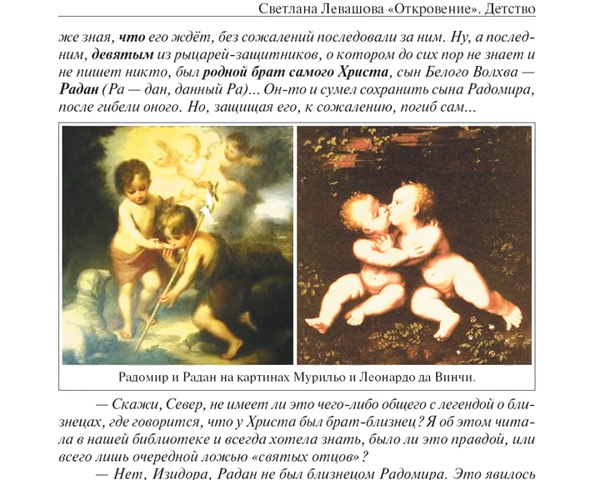 Светлана Левашова «Откровение». Детство
же зная, что его ждёт, без сожалений последовали за ним. Ну, а послед-
ним, девятым из рыцарей-защитников, о котором до сих пор не знает и
не пишет никто, был родной брат самого Христа, сын Белого Волхва —
Радан (Ра — дан, данный Ра)... Он-то и сумел сохранить сына Радомира,
после гибели оного. Но, защищая его, к сожалению, погиб сам...
Радомир и Радан на картинах Мурильо и Леонардо да Винчи.
— Скажи, Север, не имеет ли это чего-либо общего с легендой о бли-
знецах, где говорится, что у Христа был брат-близнец? Я об этом чита-
ла в нашей библиотеке и всегда хотела знать, было ли это правдой, или
всего лишь очередной ложью «святых отцов»?
— Нет, Изидора, Радан не был близнецом Радомира. Это явилось